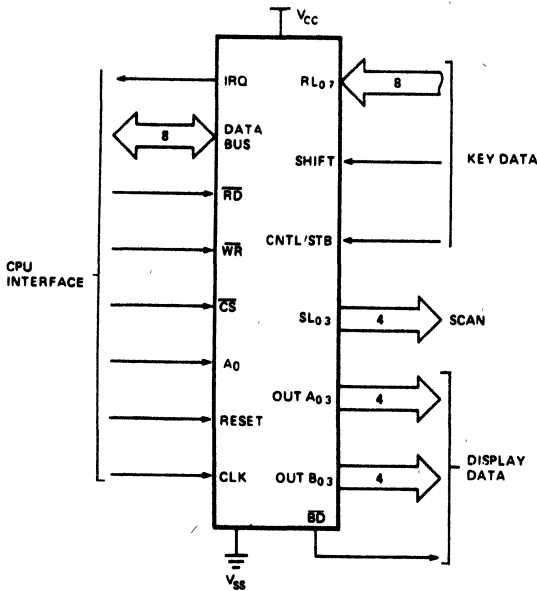 VCC
IRQ
RL0 7
8
8
DATA
BUS
KEY DATA
SHIFT
RD
CNTL/STB
WR
CPU
INTERFACE
CS
SL0 3
4
SCAN
A0
OUT A0 3
4
RESET
DISPLAY
DATA
CLK
OUT B0 3
4
BD
VSS